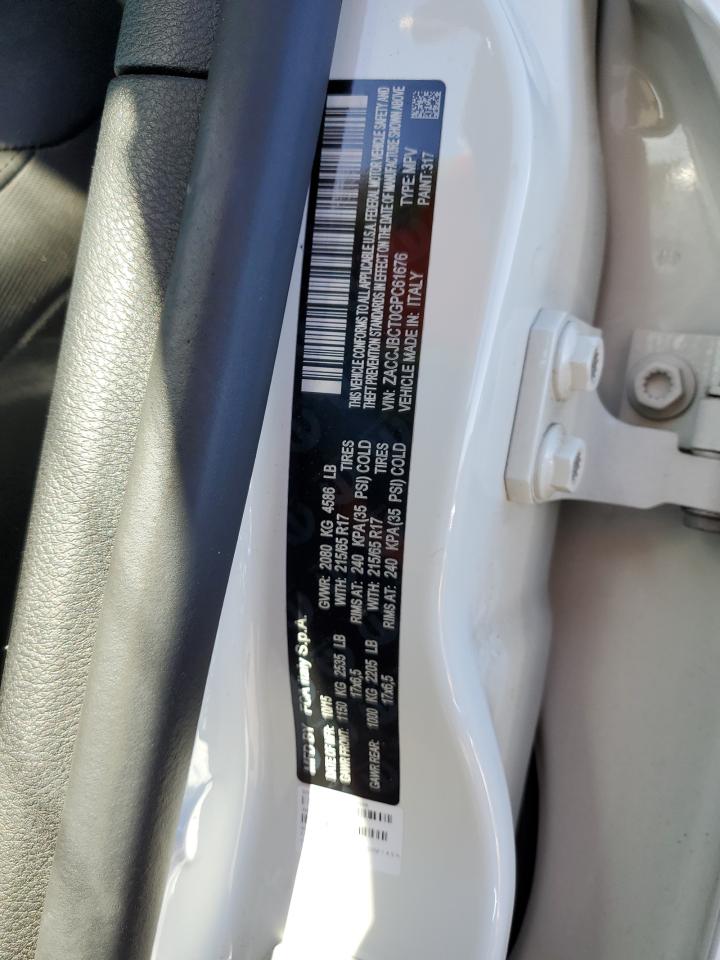 MFD BY FCA Italy S.p.A.
DATE OF MFR: 10/15 GVWR: 2080 KG 4586 LB
GAWR FRONT: 1150 KG 2535 LB WITH: 215/65 R17 TIRES
17x6,5 RIMS AT: 240 KPA(35 PSI) COLD
GAWR REAR: 1000 KG 2205 LB WITH: 215/65 R17 TIRES
17x6,5 RIMS AT: 240 KPA(35 PSI) COLD
THIS VEHICLE CONFORMS TO ALL APPLICABLE U.S.A. FEDERAL MOTOR VEHICLE SAFETY AND
THEFT PREVENTION STANDARDS IN EFFECT ON THE DATE OF MANUFACTURE SHOWN ABOVE
VIN: ZACCJBCT0GPC61676 TYPE: MPV
VEHICLE MADE IN: ITALY PAINT: 317